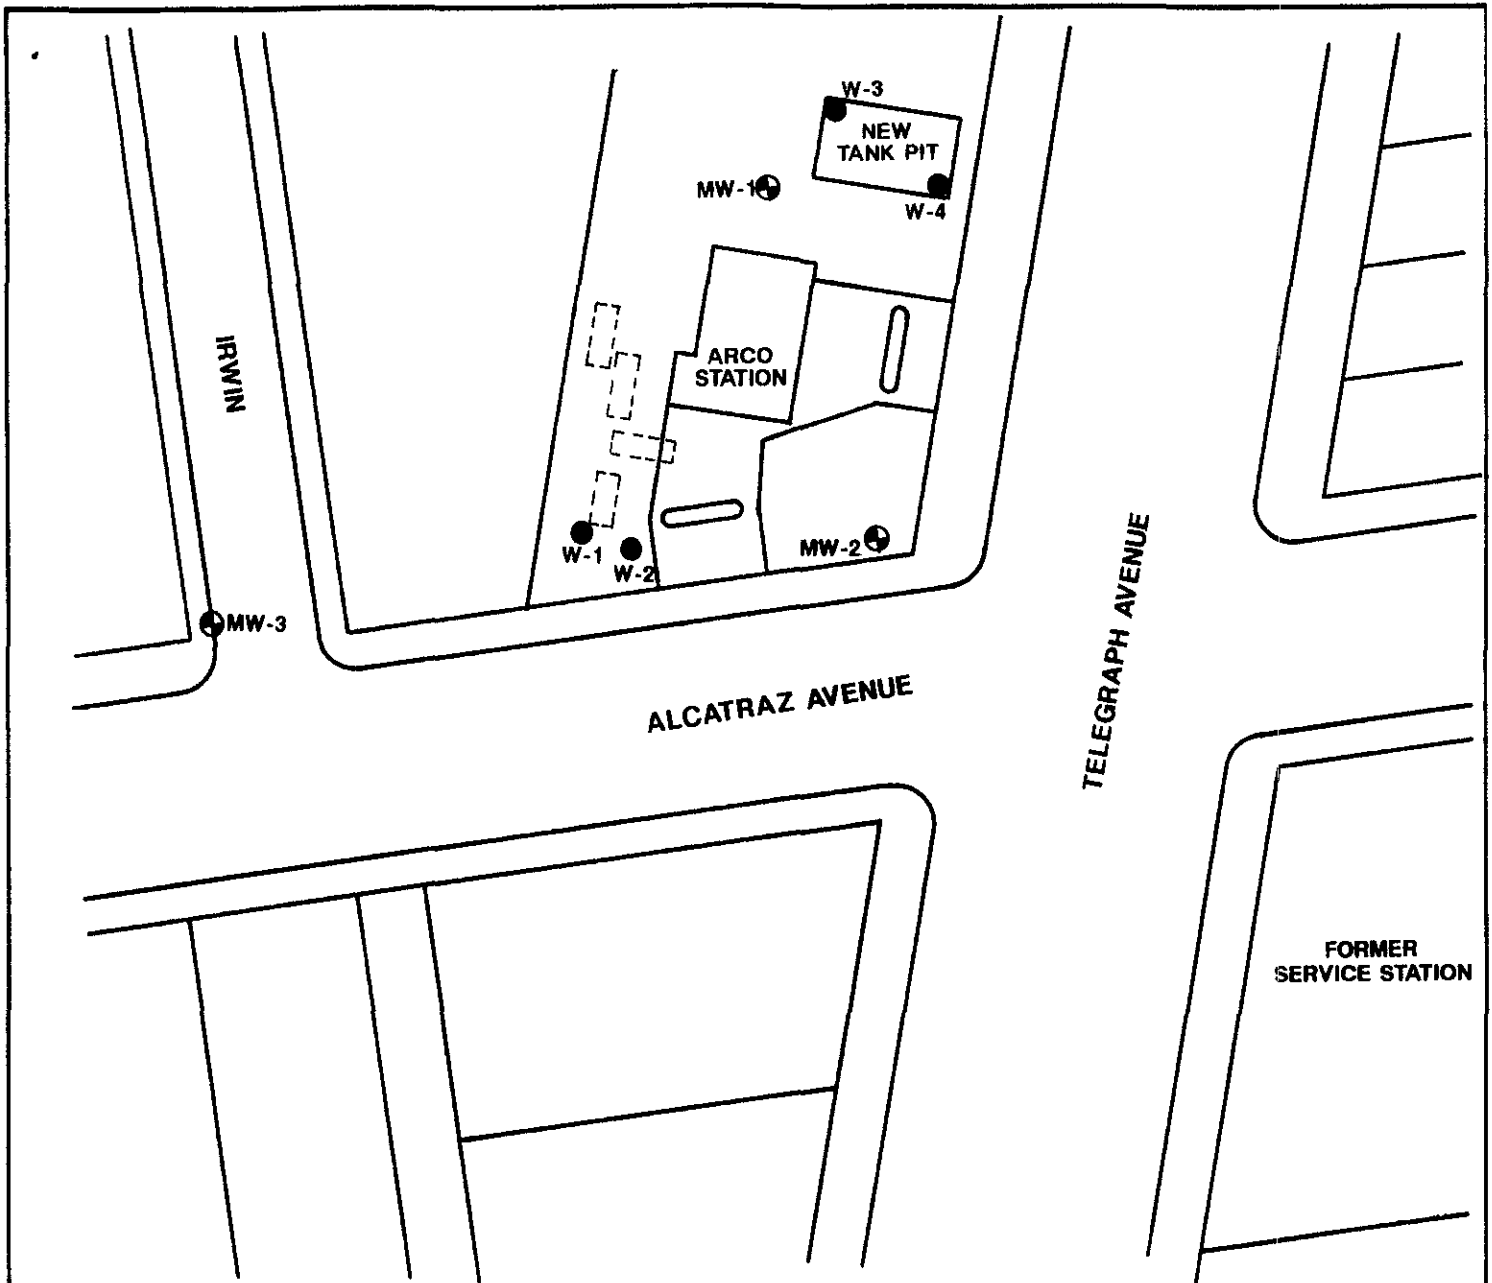 W-3
NEW
TANK PIT
MW-1
W-4
IRWIN
ARCO
STATION
W-1
W-2
MW-2
MW-3
ALCATRAZ AVENUE
TELEGRAPH AVENUE
FORMER
SERVICE STATION